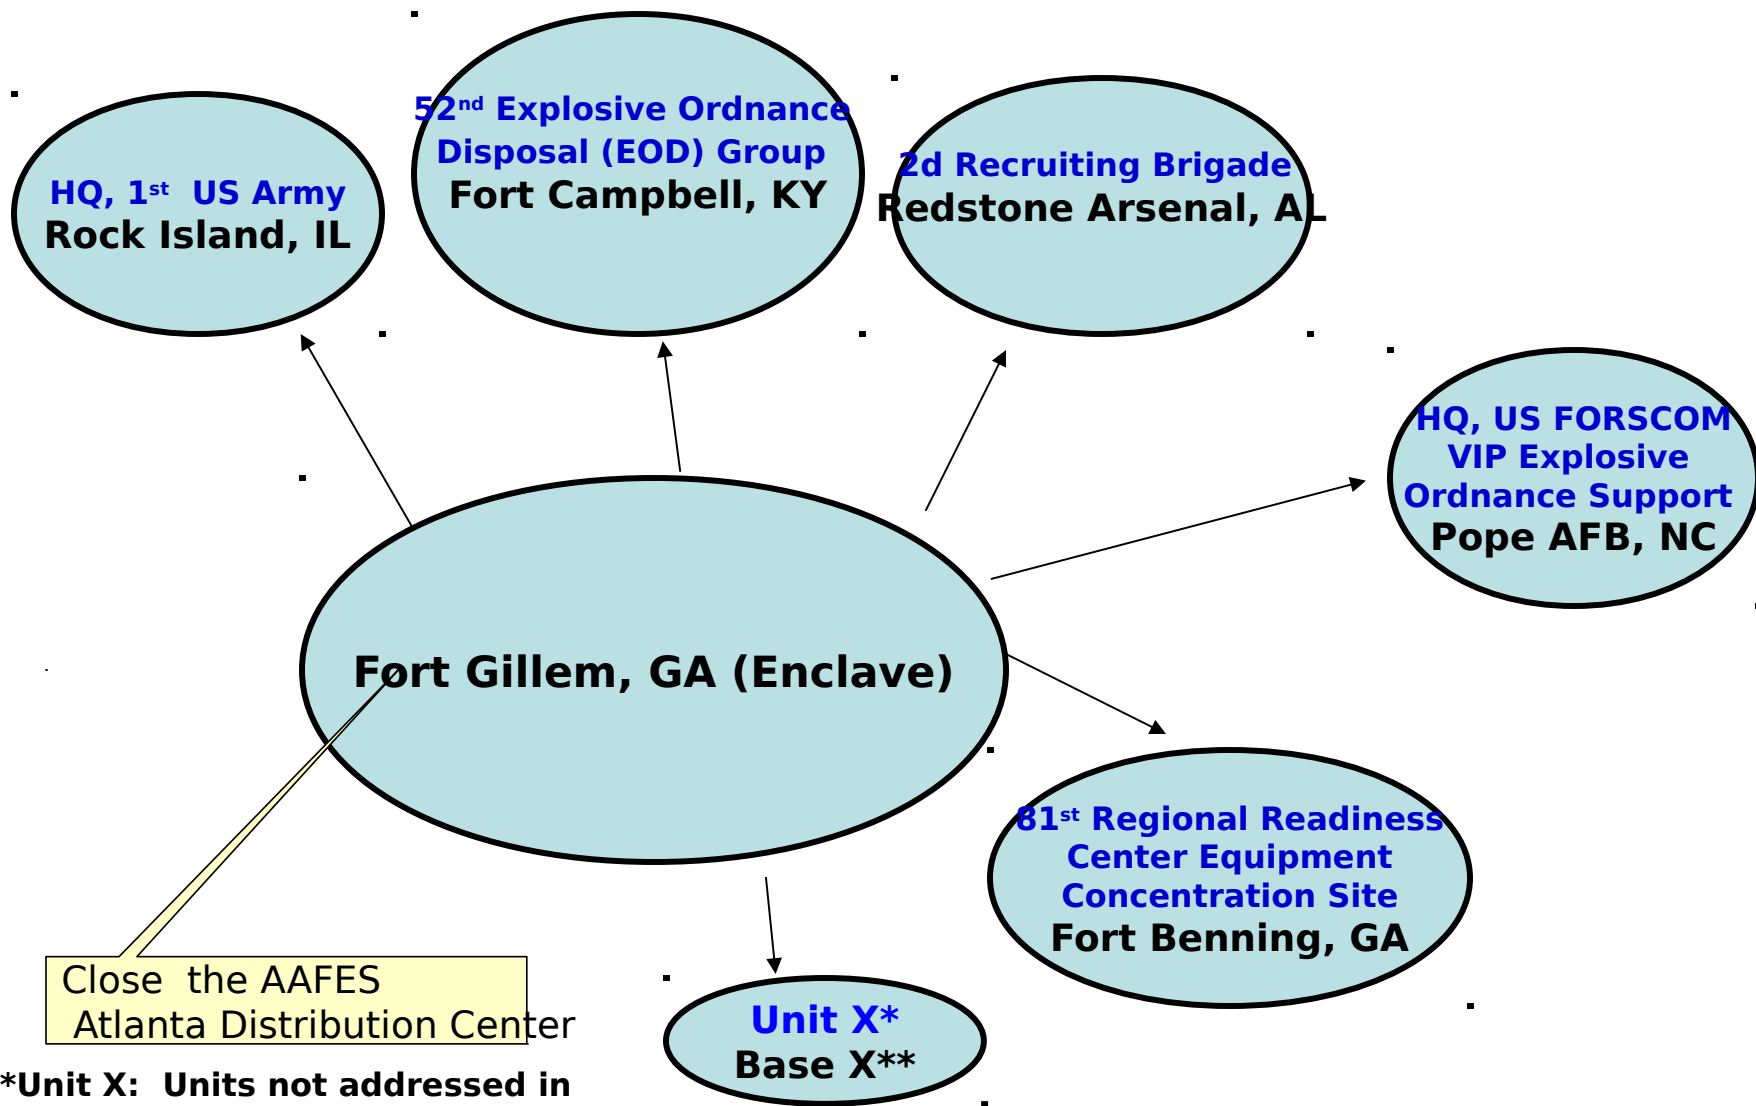 HQ, 1st  US Army
Rock Island, IL
52nd Explosive Ordnance
Disposal (EOD) Group
Fort Campbell, KY
2d Recruiting Brigade
Redstone Arsenal, AL
HQ, US FORSCOM
VIP Explosive
Ordnance Support
Pope AFB, NC
Fort Gillem, GA (Enclave)
81st Regional Readiness
Center Equipment
Concentration Site
Fort Benning, GA
Close  the AAFES
Atlanta Distribution Center
Unit X*
Base X**
*Unit X:  Units not addressed in